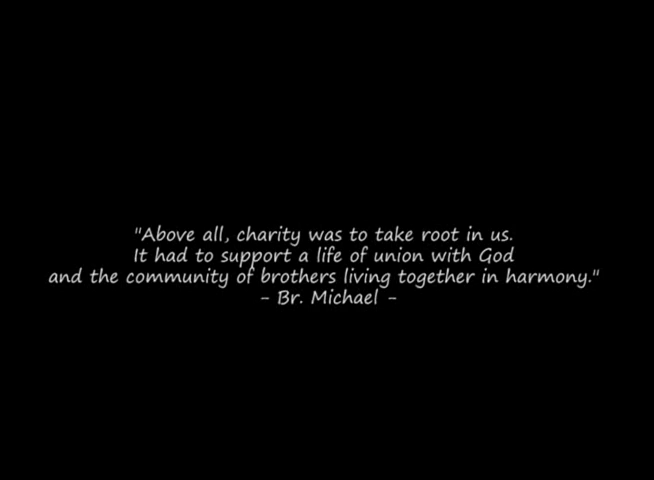 "Above all, charity was to take root in us.
It had to support a life of union with God
and the community of brothers living together in harmony."
- Br. Michael -